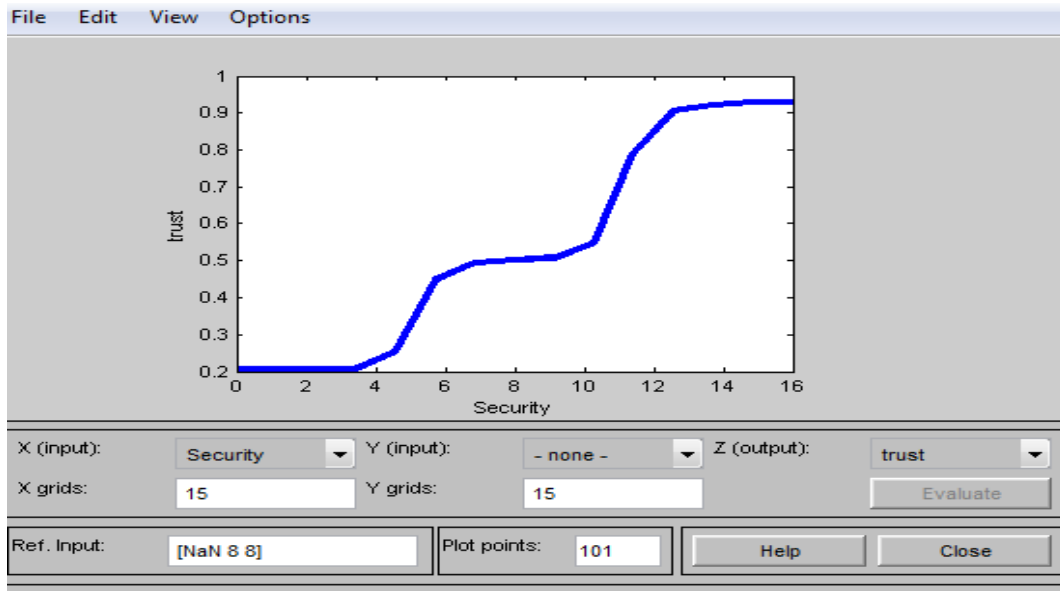 File Edit View Options
1
0.9
0.8
0.7
0.6
0.5
0.4
0.3
0.2
trust
0 2 4 6 8 10 12 14 16
Security
X (input): Security Y (input): - none - Z (output): trust
X grids: 15 Y grids: 15 Evaluate
Ref. Input: [NaN 8 8] Plot points: 101 Help Close